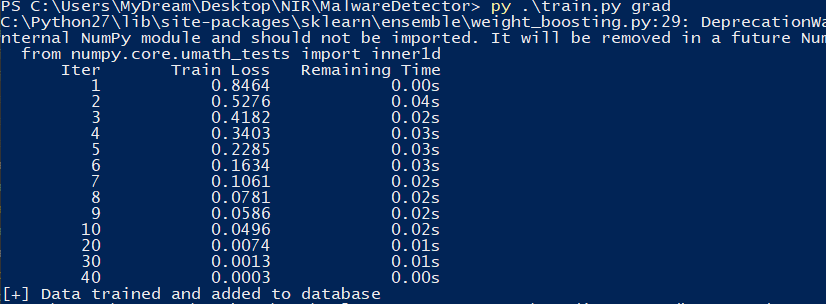 PS C:\Users\MyDream\Desktop\NIR\MalwareDetector> py .\train.py grad
C:\Python27\lib\site-packages\sklearn\ensemble\weight_boosting.py:29: DeprecationWa
nternal NumPy module and should not be imported. It will be removed in a future Num
from numpy.core.umath_tests import inner1d
Iter Train Loss Remaining Time
1 0.8464 0.00s
2 0.5276 0.04s
3 0.4182 0.02s
4 0.3403 0.03s
5 0.2285 0.03s
6 0.1634 0.03s
7 0.1061 0.02s
8 0.0781 0.02s
9 0.0586 0.02s
10 0.0496 0.02s
20 0.0074 0.01s
30 0.0013 0.01s
40 0.0003 0.00s
[+] Data trained and added to database